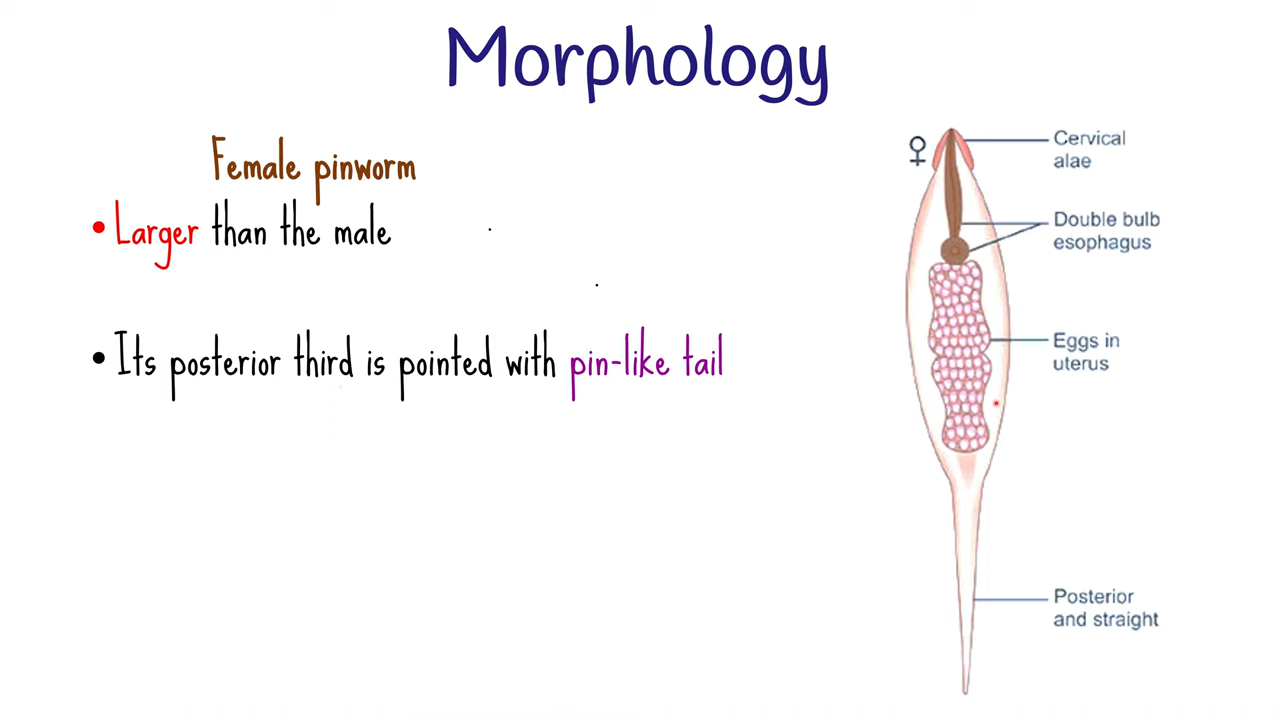 Morphology
Female pinworm
• Larger than the male
• Its posterior third is pointed with pin-like tail
♀
Cervical
alae
Double bulb
esophagus
Eggs in
uterus
Posterior
and straight